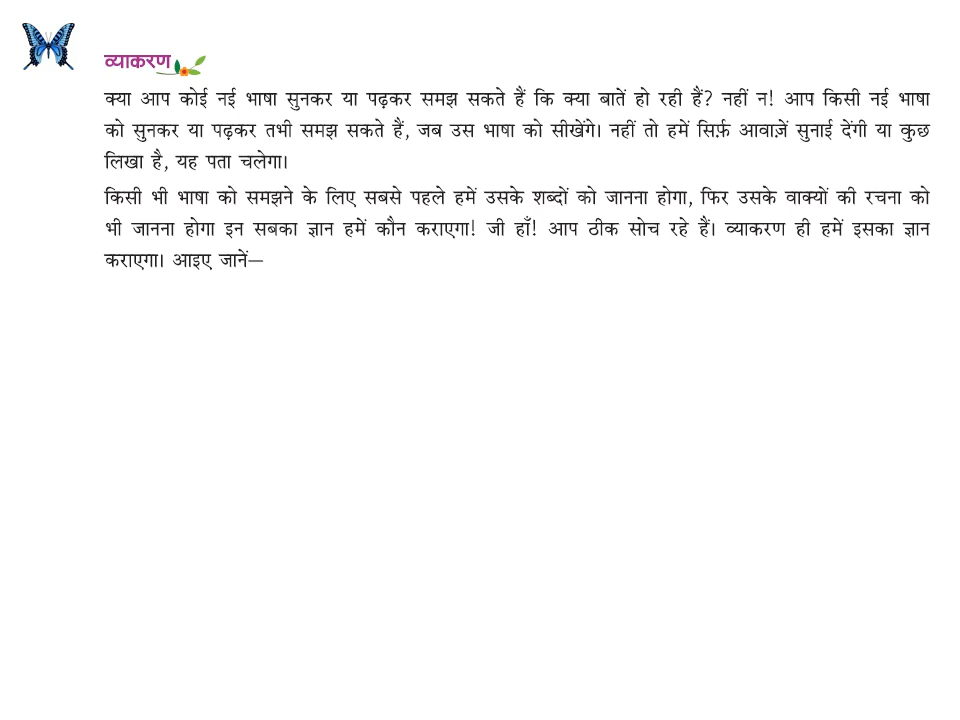 व्याकरण
क्या आप कोई नई भाषा सुनकर या पढ़कर समझ सकते हैं कि क्या बातें हो रही हैं? नहीं न! आप किसी नई भाषा
को सुनकर या पढ़कर तभी समझ सकते हैं, जब उस भाषा को सीखेंगे। नहीं तो हमें सिर्फ़ आवाज़ें सुनाई देंगी या कुछ
लिखा है, यह पता चलेगा।
किसी भी भाषा को समझने के लिए सबसे पहले हमें उसके शब्दों को जानना होगा, फिर उसके वाक्यों की रचना को
भी जानना होगा इन सबका ज्ञान हमें कौन कराएगा! जी हाँ! आप ठीक सोच रहे हैं। व्याकरण ही हमें इसका ज्ञान
कराएगा। आइए जानें—